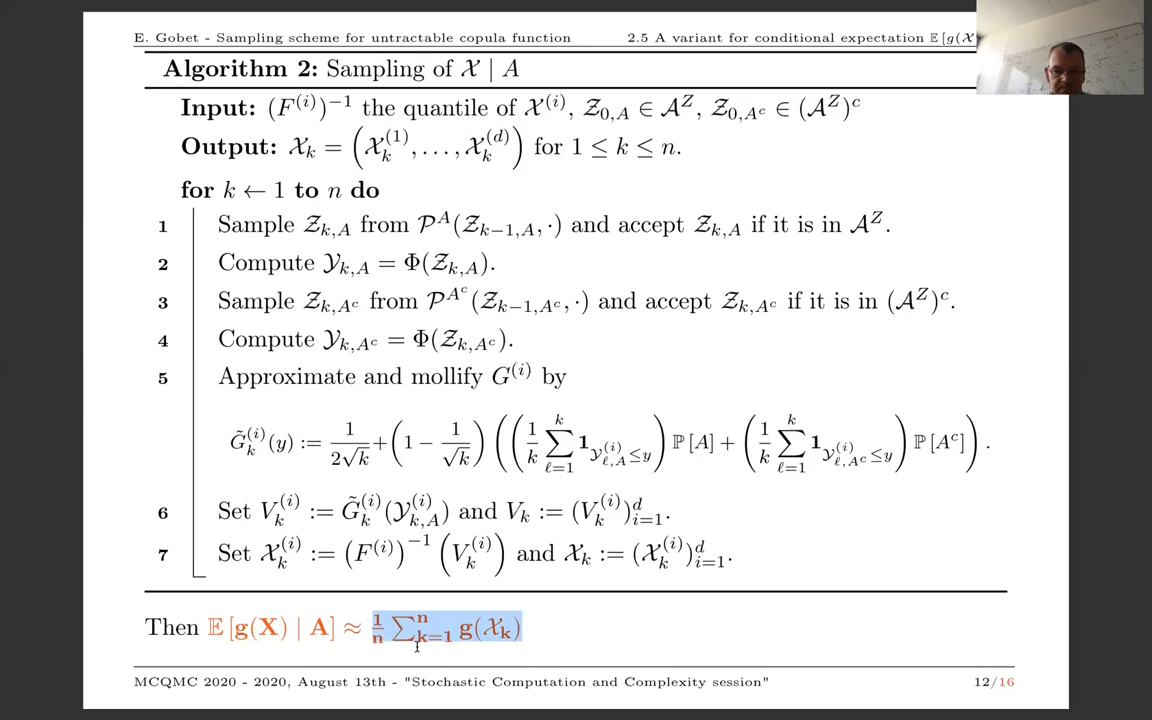 E. Gobet - Sampling scheme for untractable copula function 2.5 A variant for conditional expectation 𝔼 [g(𝒳
Algorithm 2: Sampling of 𝒳 | A
Input: (F^{(i)})^{-1} the quantile of 𝒳^{(i)}, 𝒵_{0,A} ∈ 𝒜^Z, 𝒵_{0,A^c} ∈ (𝒜^Z)^c
Output: 𝒳_k = (𝒳_k^{(1)}, . . . , 𝒳_k^{(d)}) for 1 ≤ k ≤ n.
for k ← 1 to n do
1 Sample 𝒵_{k,A} from 𝒫^A(𝒵_{k−1,A}, ·) and accept 𝒵_{k,A} if it is in 𝒜^Z.
2 Compute 𝒴_{k,A} = Φ(𝒵_{k,A}).
3 Sample 𝒵_{k,A^c} from 𝒫^{A^c}(𝒵_{k−1,A^c}, ·) and accept 𝒵_{k,A^c} if it is in (𝒜^Z)^c.
4 Compute 𝒴_{k,A^c} = Φ(𝒵_{k,A^c}).
5 Approximate and mollify G^{(i)} by
G̃_k^{(i)}(y) := \frac{1}{2√k} + (1 − \frac{1}{√k}) ((\frac{1}{k} ∑_{ℓ=1}^{k} 𝟏_{𝒴_{ℓ,A}^{(i)} ≤ y}) ℙ [A] + (\frac{1}{k} ∑_{ℓ=1}^{k} 𝟏_{𝒴_{ℓ,A^c}^{(i)} ≤ y}) ℙ [A^c]) .
6 Set V_k^{(i)} := G̃_k^{(i)}(𝒴_{k,A}^{(i)}) and V_k := (V_k^{(i)})_{i=1}^d.
7 Set 𝒳_k^{(i)} := (F^{(i)})^{−1} (V_k^{(i)}) and 𝒳_k := (𝒳_k^{(i)})_{i=1}^d.
Then 𝔼 [g(X) | A] ≈ \frac{1}{n} ∑_{k=1}^{n} g(𝒳_k)
MCQMC 2020 - 2020, August 13th - "Stochastic Computation and Complexity session" 12/16